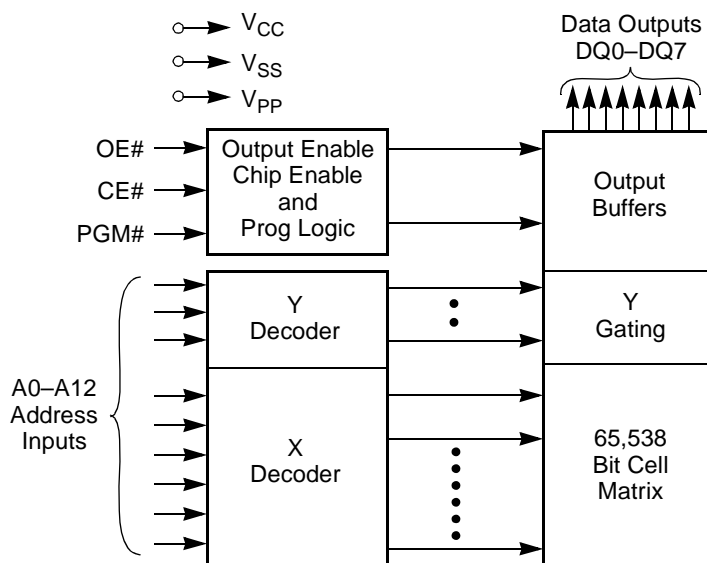 V_CC
V_SS
V_PP
Data Outputs
DQ0–DQ7
OE#
CE#
PGM#
Output Enable
Chip Enable
and
Prog Logic
Output
Buffers
Y
Decoder
Y
Gating
A0–A12
Address
Inputs
X
Decoder
65,538
Bit Cell
Matrix